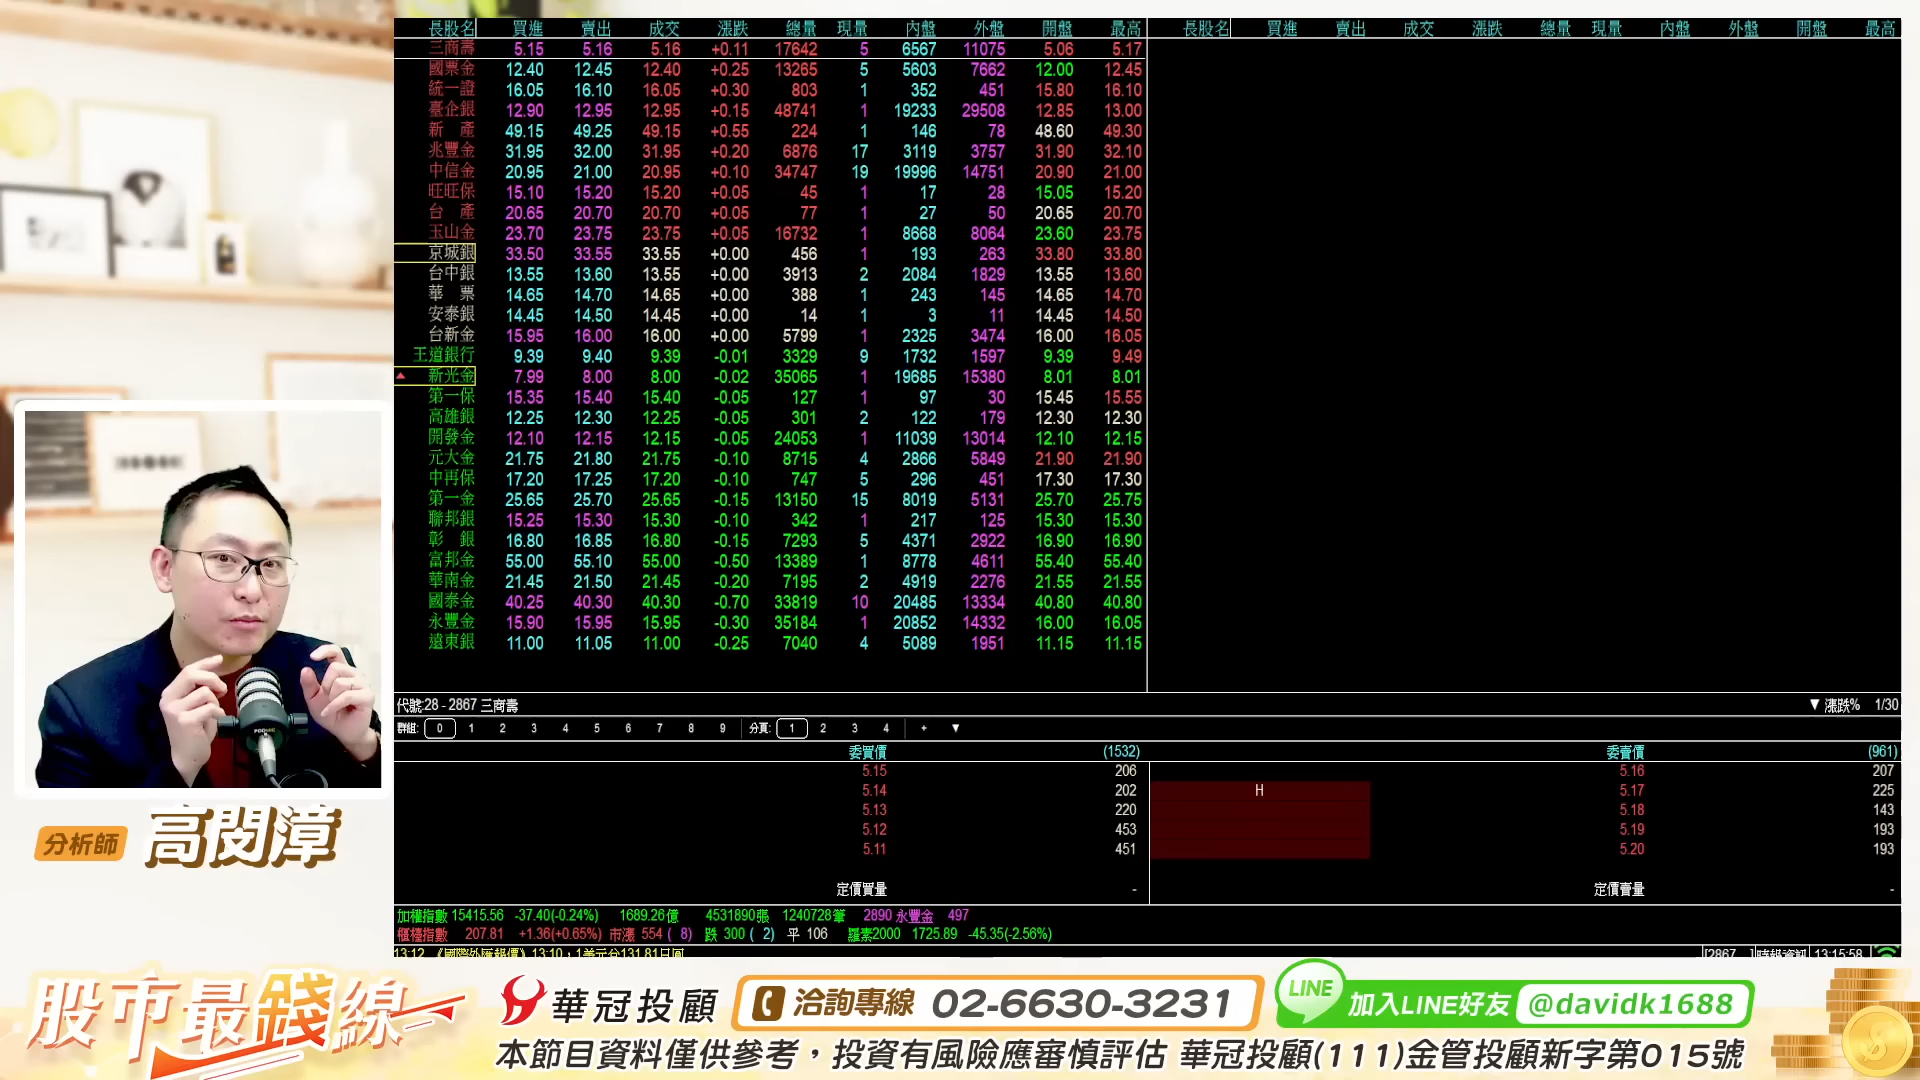 長股名 買進 賣出 成交 漲跌 總量 現量 內盤 外盤 開盤 最高
長股名 買進 賣出 成交 漲跌 總量 現量 內盤 外盤 開盤 最高
三商壽 5.15 5.16 5.16 +0.11 17642 5 6567 11075 5.06 5.17
國票金 12.40 12.45 12.40 +0.25 13265 5 5603 7662 12.00 12.45
統一證 16.05 16.10 16.05 +0.30 803 1 352 451 15.80 16.10
臺企銀 12.90 12.95 12.95 +0.15 48741 1 19233 29508 12.85 13.00
新 產 49.15 49.25 49.15 +0.55 224 1 146 78 48.60 49.30
兆豐金 31.95 32.00 31.95 +0.20 6876 17 3119 3757 31.90 32.10
中信金 20.95 21.00 20.95 +0.10 34747 19 19996 14751 20.90 21.00
旺旺保 15.10 15.20 15.20 +0.05 45 1 17 28 15.05 15.20
台 產 20.65 20.70 20.70 +0.05 77 1 27 50 20.65 20.70
玉山金 23.70 23.75 23.75 +0.05 16732 1 8668 8064 23.60 23.75
京城銀 33.50 33.55 33.55 +0.00 456 1 193 263 33.80 33.80
台中銀 13.55 13.60 13.55 +0.00 3913 2 2084 1829 13.55 13.60
華 票 14.65 14.70 14.65 +0.00 388 1 243 145 14.65 14.70
安泰銀 14.45 14.50 14.45 +0.00 14 1 3 11 14.45 14.50
台新金 15.95 16.00 16.00 +0.00 5799 1 2325 3474 16.00 16.05
王道銀行 9.39 9.40 9.39 -0.01 3329 9 1732 1597 9.39 9.49
新光金 7.99 8.00 8.00 -0.02 35065 1 19685 15380 8.01 8.01
第一保 15.35 15.40 15.40 -0.05 127 1 97 30 15.45 15.55
高雄銀 12.25 12.30 12.25 -0.05 301 2 122 179 12.30 12.30
開發金 12.10 12.15 12.15 -0.05 24053 1 11039 13014 12.10 12.15
元大金 21.75 21.80 21.75 -0.10 8715 4 2866 5849 21.90 21.90
中再保 17.20 17.25 17.20 -0.10 747 5 296 451 17.30 17.30
第一金 25.65 25.70 25.65 -0.15 13150 15 8019 5131 25.70 25.75
聯邦銀 15.25 15.30 15.30 -0.10 342 1 217 125 15.30 15.30
彰 銀 16.80 16.85 16.80 -0.15 7293 5 4371 2922 16.90 16.90
富邦金 55.00 55.10 55.00 -0.50 13389 1 8778 4611 55.40 55.40
華南金 21.45 21.50 21.45 -0.20 7195 2 4919 2276 21.55 21.55
國泰金 40.25 40.30 40.30 -0.70 33819 10 20485 13334 40.80 40.80
永豐金 15.90 15.95 15.95 -0.30 35184 1 20852 14332 16.00 16.05
遠東銀 11.00 11.05 11.00 -0.25 7040 4 5089 1951 11.15 11.15
代號:28 - 2867 三商壽 ▼ 漲跌% 1/30
群組: 0 1 2 3 4 5 6 7 8 9 分頁: 1 2 3 4 + ▼
委買價 (1532) 委賣價 (961)
5.15 206 5.16 207
5.14 202 H 5.17 225
5.13 220 5.18 143
5.12 453 5.19 193
5.11 451 5.20 193
定價買量 - 定價賣量 -
加權指數 15415.56 -37.40(-0.24%) 1689.26億 4531890張 1240728筆 2890 永豐金 497
櫃檯指數 207.81 +1.36(+0.65%) 市漲 554 ( 8) 跌 300 ( 2) 平 106 羅素2000 1725.89 -45.35(-2.56%)
13:12 《國際外匯報價》13:10，1美元兌131.81日圓 [2867 ]時報資訊 13:15:58
分析師 高閔漳
股市最錢線
華冠投顧 洽詢專線 02-6630-3231
LINE 加入LINE好友 @davidk1688
本節目資料僅供參考，投資有風險應審慎評估 華冠投顧(111)金管投顧新字第015號